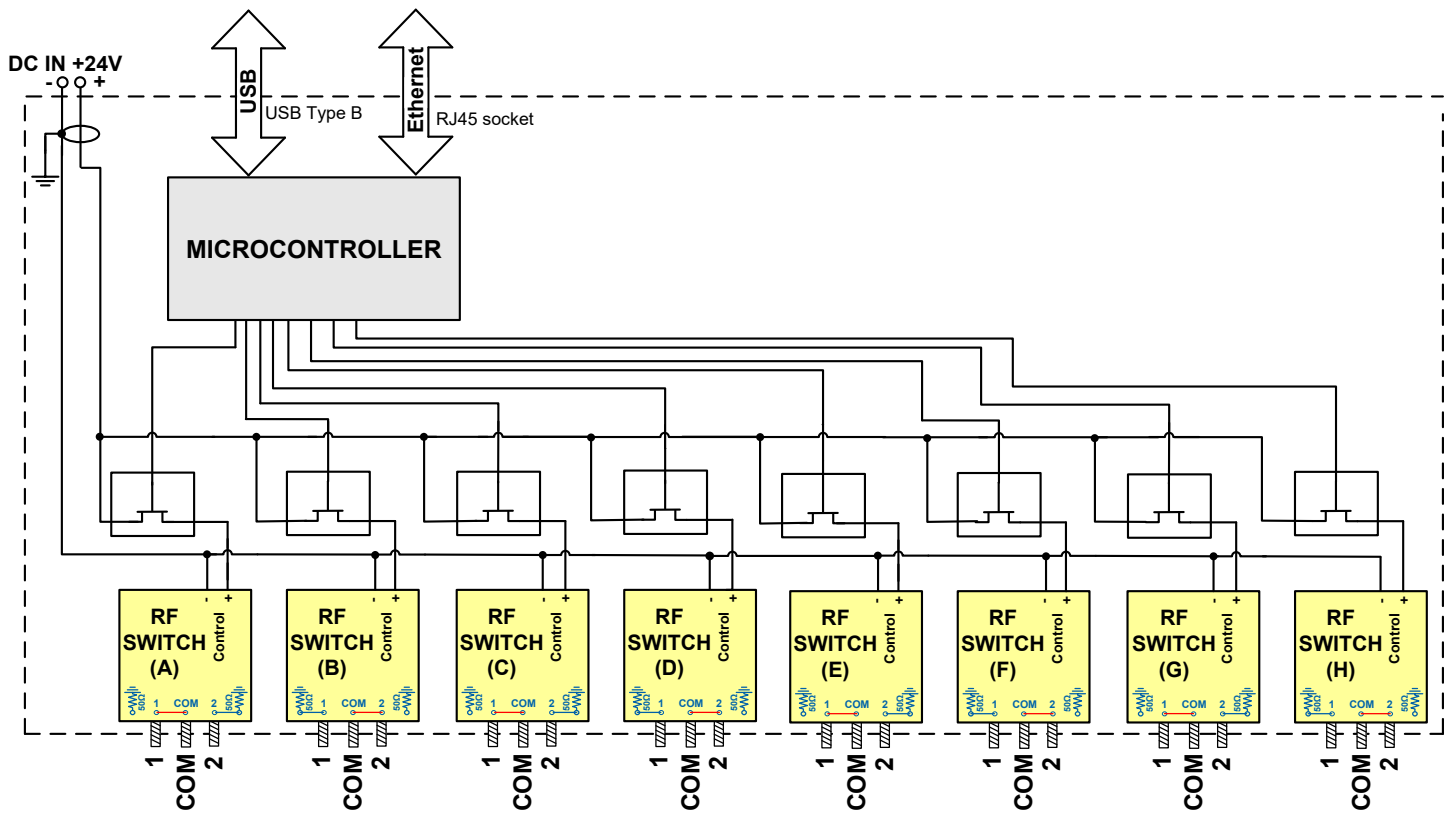 DC IN +24V
- +
USB
USB Type B
Ethernet
RJ45 socket
MICROCONTROLLER
- +
RF
SWITCH
(A)
Control
50Ω 1 COM 2 50Ω
1 COM 2
- +
RF
SWITCH
(B)
Control
50Ω 1 COM 2 50Ω
1 COM 2
- +
RF
SWITCH
(C)
Control
50Ω 1 COM 2 50Ω
1 COM 2
- +
RF
SWITCH
(D)
Control
50Ω 1 COM 2 50Ω
1 COM 2
- +
RF
SWITCH
(E)
Control
50Ω 1 COM 2 50Ω
1 COM 2
- +
RF
SWITCH
(F)
Control
50Ω 1 COM 2 50Ω
1 COM 2
- +
RF
SWITCH
(G)
Control
50Ω 1 COM 2 50Ω
1 COM 2
- +
RF
SWITCH
(H)
Control
50Ω 1 COM 2 50Ω
1 COM 2